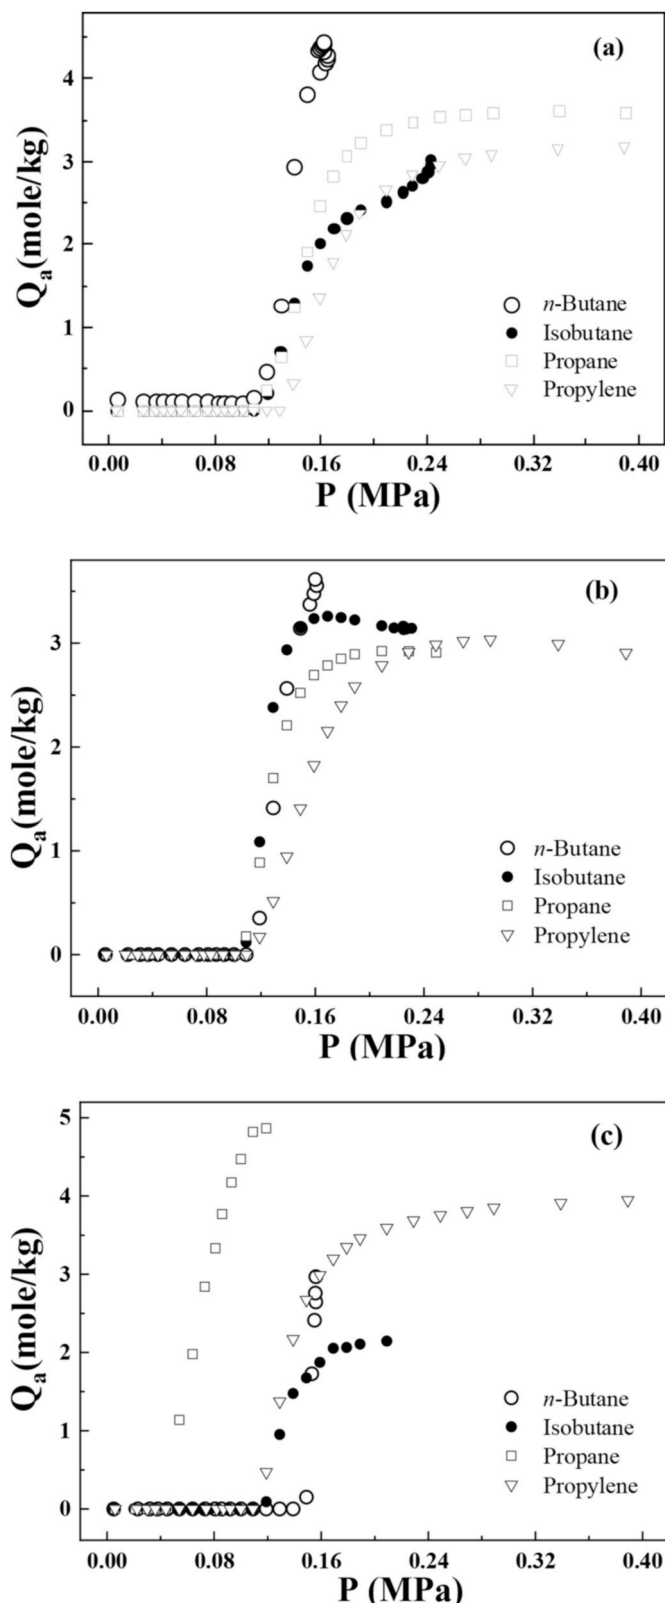 (a)
Qa(mole/kg)
4
3
2
1
0
n-Butane
Isobutane
Propane
Propylene
0.00 0.08 0.16 0.24 0.32 0.40
P (MPa)
(b)
Qa(mole/kg)
3
2
1
0
n-Butane
Isobutane
Propane
Propylene
0.00 0.08 0.16 0.24 0.32 0.40
P (MPa)
(c)
Qa(mole/kg)
5
4
3
2
1
0
n-Butane
Isobutane
Propane
Propylene
0.00 0.08 0.16 0.24 0.32 0.40
P (MPa)